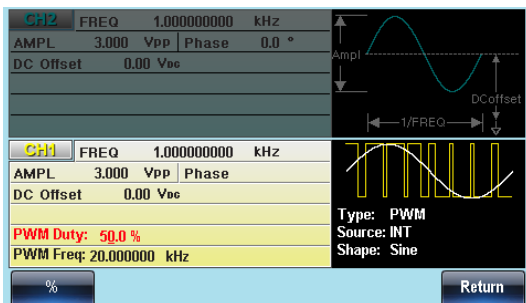 CH2 FREQ 1.000000000 kHz
AMPL 3.000 VPP Phase 0.0 °
DC Offset 0.00 VDC
Ampl
DCoffset
1/FREQ
CH1 FREQ 1.000000000 kHz
AMPL 3.000 VPP Phase
DC Offset 0.00 VDC
PWM Duty: 50.0 %
PWM Freq: 20.000000 kHz
Type: PWM
Source: INT
Shape: Sine
% Return